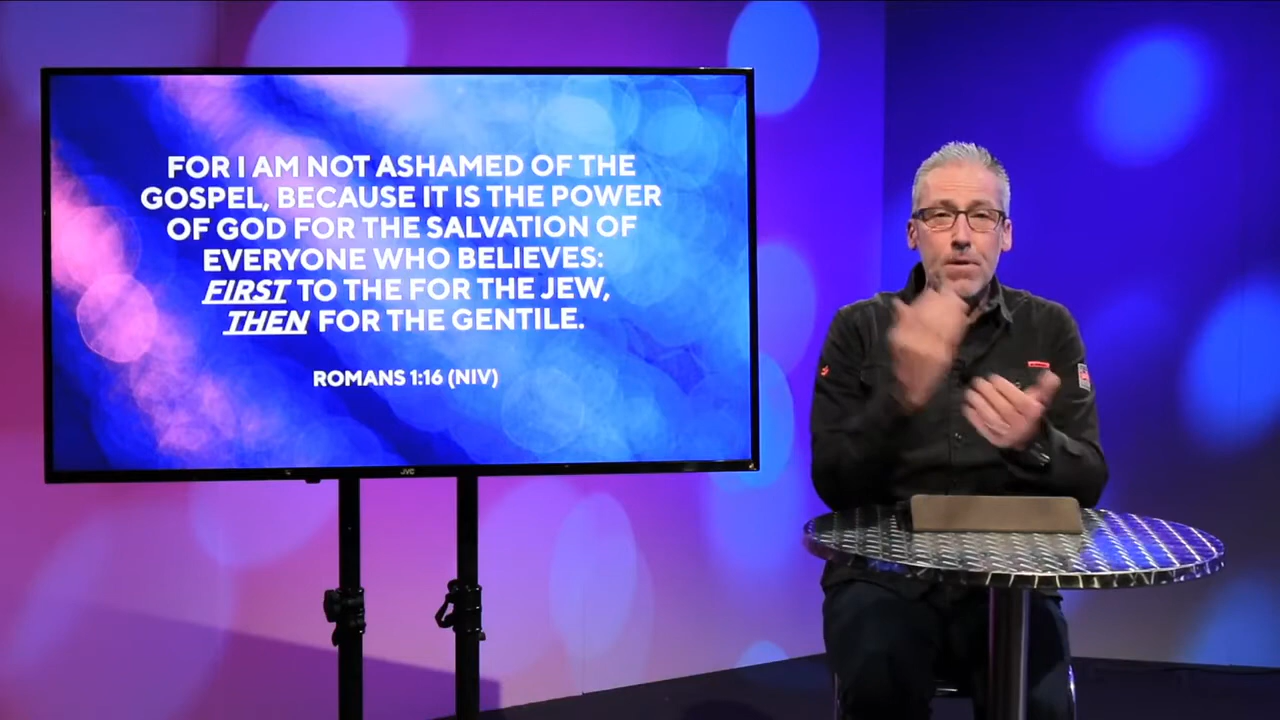 FOR I AM NOT ASHAMED OF THE
GOSPEL, BECAUSE IT IS THE POWER
OF GOD FOR THE SALVATION OF
EVERYONE WHO BELIEVES:
FIRST TO THE FOR THE JEW,
THEN FOR THE GENTILE.
ROMANS 1:16 (NIV)
JVC